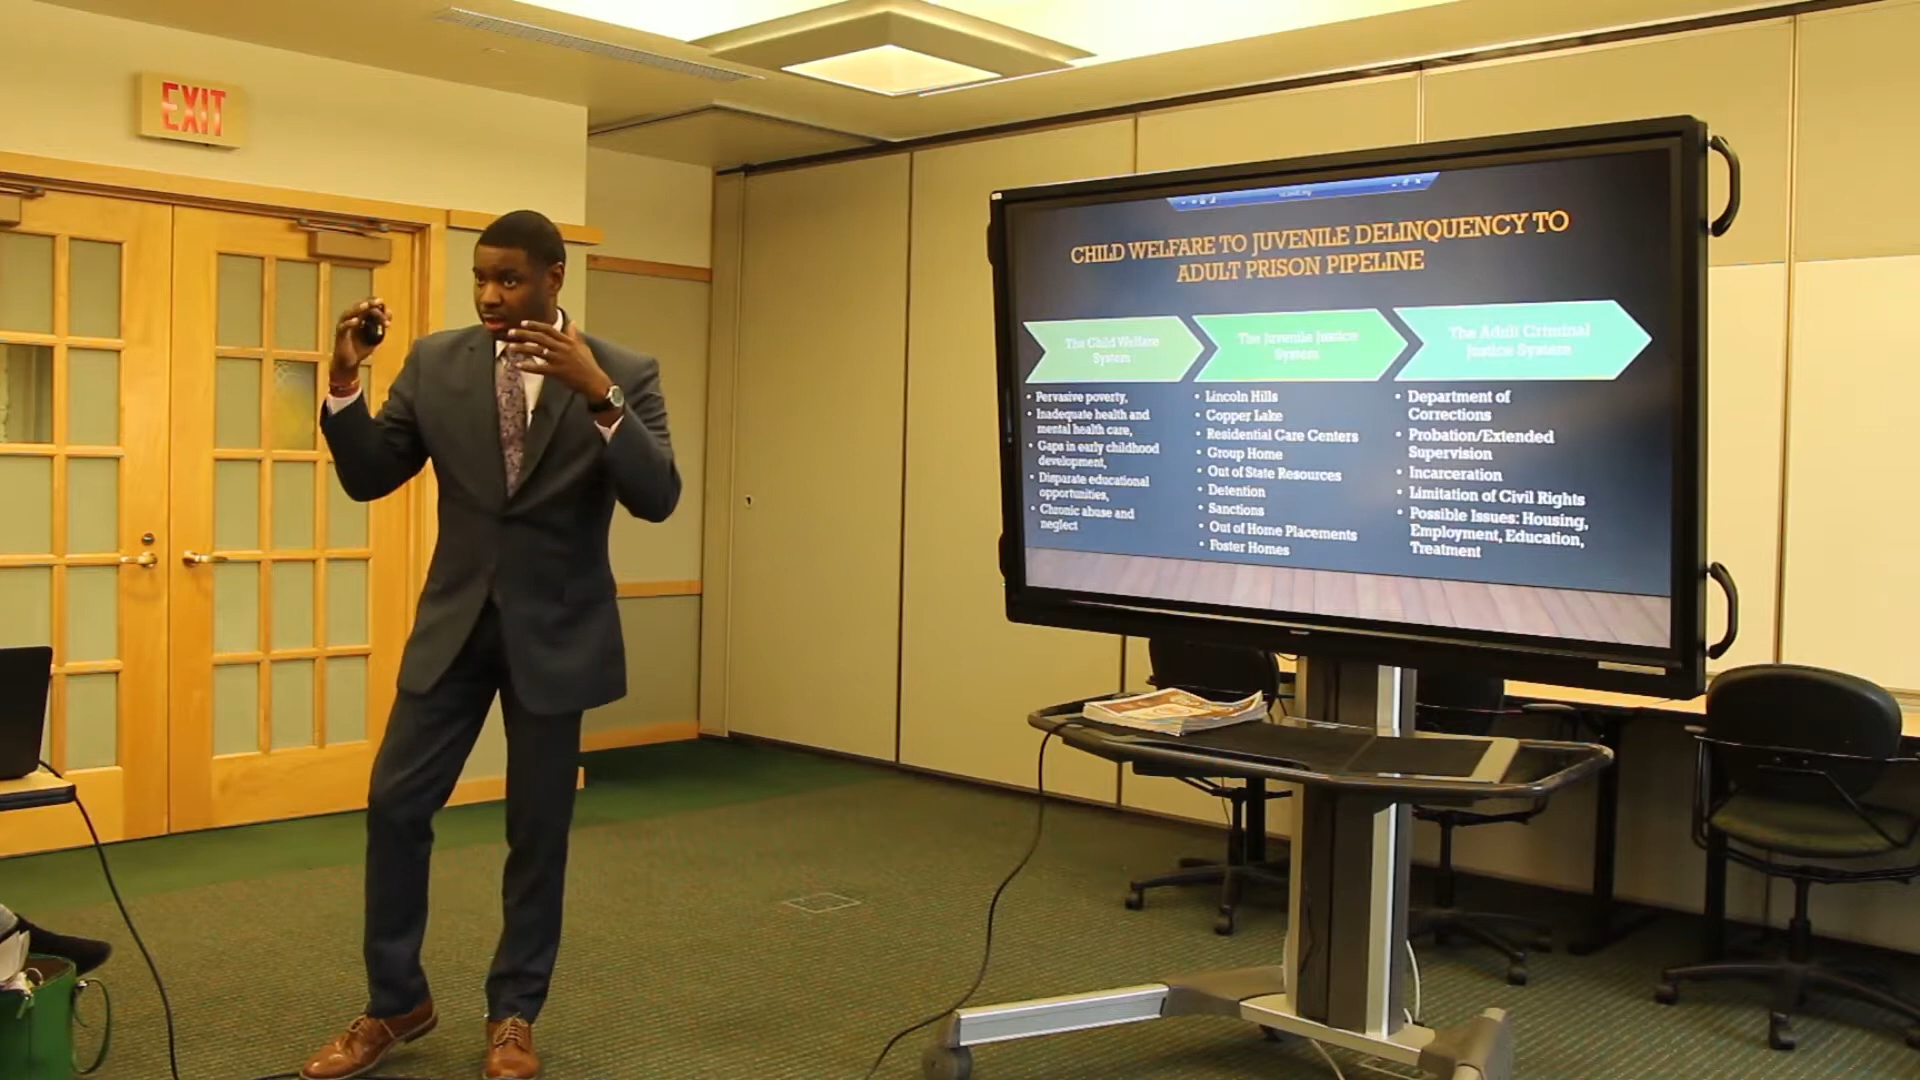 EXIT
CHILD WELFARE TO JUVENILE DELINQUENCY TO
ADULT PRISON PIPELINE
The Child Welfare
System
• Pervasive poverty,
• Inadequate health and
mental health care,
• Gaps in early childhood
development,
• Disparate educational
opportunities,
• Chronic abuse and
neglect
The Juvenile Justice
System
• Lincoln Hills
• Copper Lake
• Residential Care Centers
• Group Home
• Out of State Resources
• Detention
• Sanctions
• Out of Home Placements
• Foster Homes
The Adult Criminal
Justice System
• Department of
Corrections
• Probation/Extended
Supervision
• Incarceration
• Limitation of Civil Rights
• Possible Issues: Housing,
Employment, Education,
Treatment